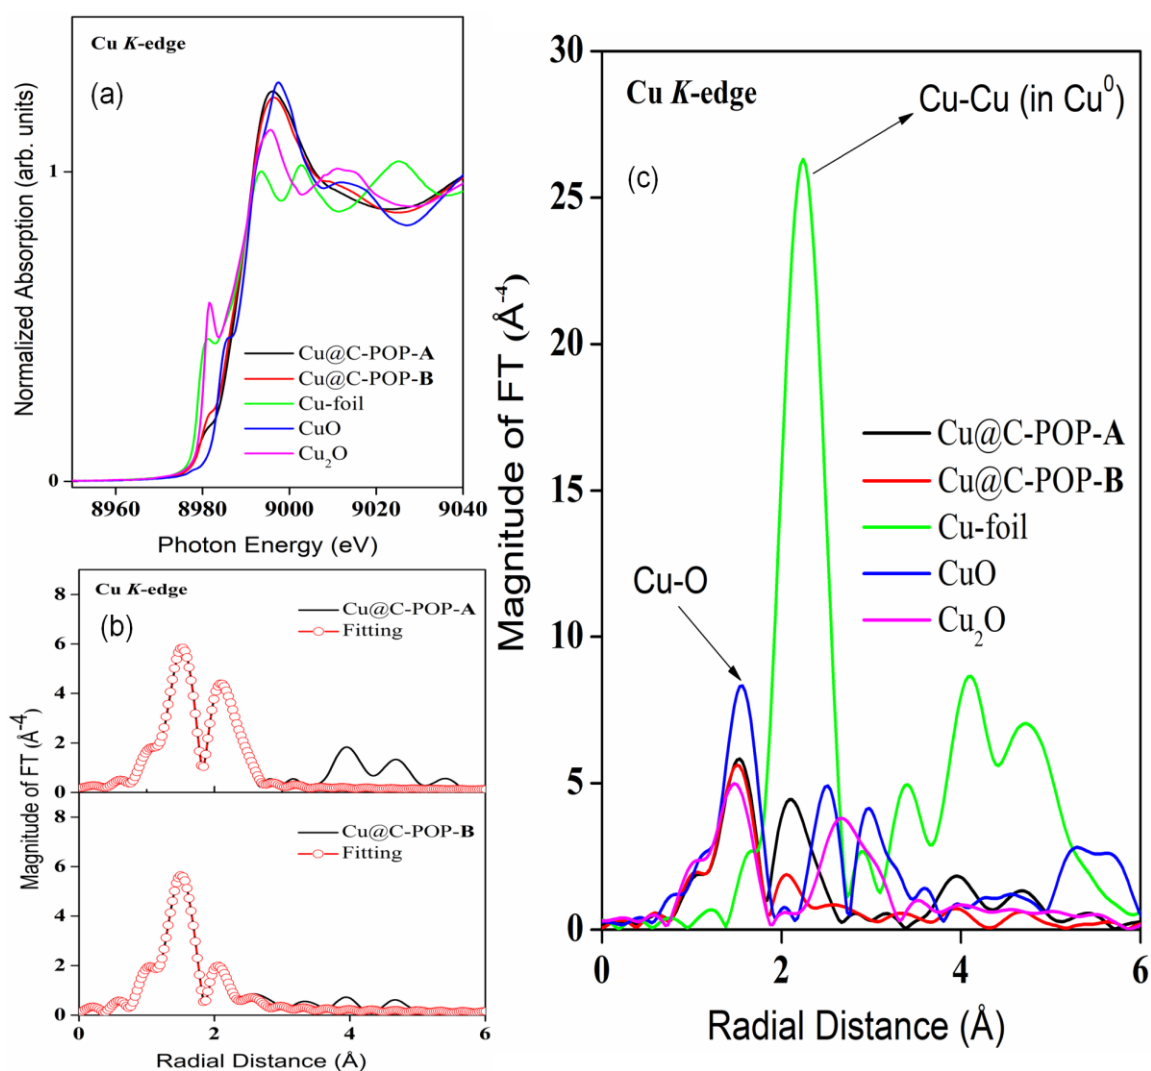 Cu K-edge
(a)
Normalized Absorption (arb. units)
1
0
Cu@C-POP-A
Cu@C-POP-B
Cu-foil
CuO
Cu₂O
8960 8980 9000 9020 9040
Photon Energy (eV)
Cu K-edge
(b)
Cu@C-POP-A
Fitting
8
6
4
2
0
Cu@C-POP-B
Fitting
8
6
4
2
0
Magnitude of FT (Å⁻⁴)
0 2 4 6
Radial Distance (Å)
Cu K-edge
(c)
Cu-Cu (in Cu⁰)
Cu-O
Magnitude of FT (Å⁻⁴)
30
25
20
15
10
5
0
Cu@C-POP-A
Cu@C-POP-B
Cu-foil
CuO
Cu₂O
0 2 4 6
Radial Distance (Å)